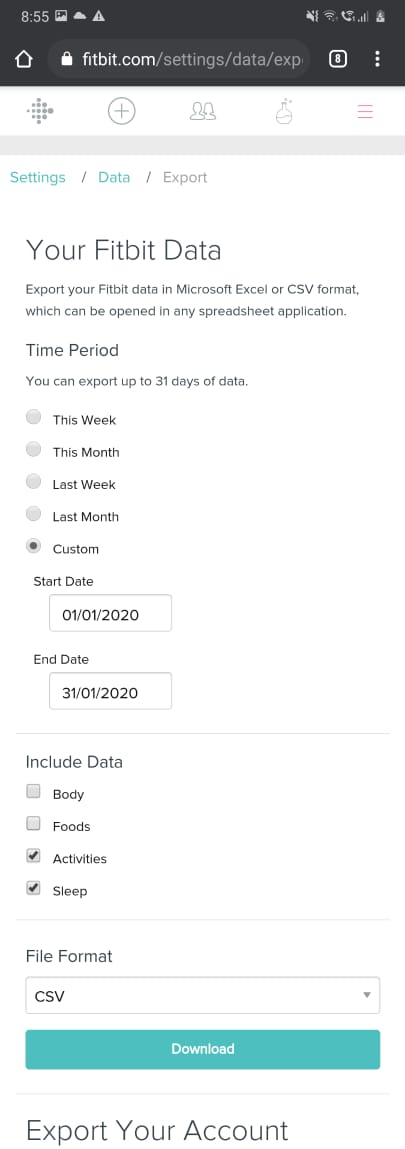 8:55
fitbit.com/settings/data/exp
8
Settings / Data / Export
Your Fitbit Data
Export your Fitbit data in Microsoft Excel or CSV format,
which can be opened in any spreadsheet application.
Time Period
You can export up to 31 days of data.
This Week
This Month
Last Week
Last Month
Custom
Start Date
01/01/2020
End Date
31/01/2020
Include Data
Body
Foods
Activities
Sleep
File Format
CSV
Download
Export Your Account